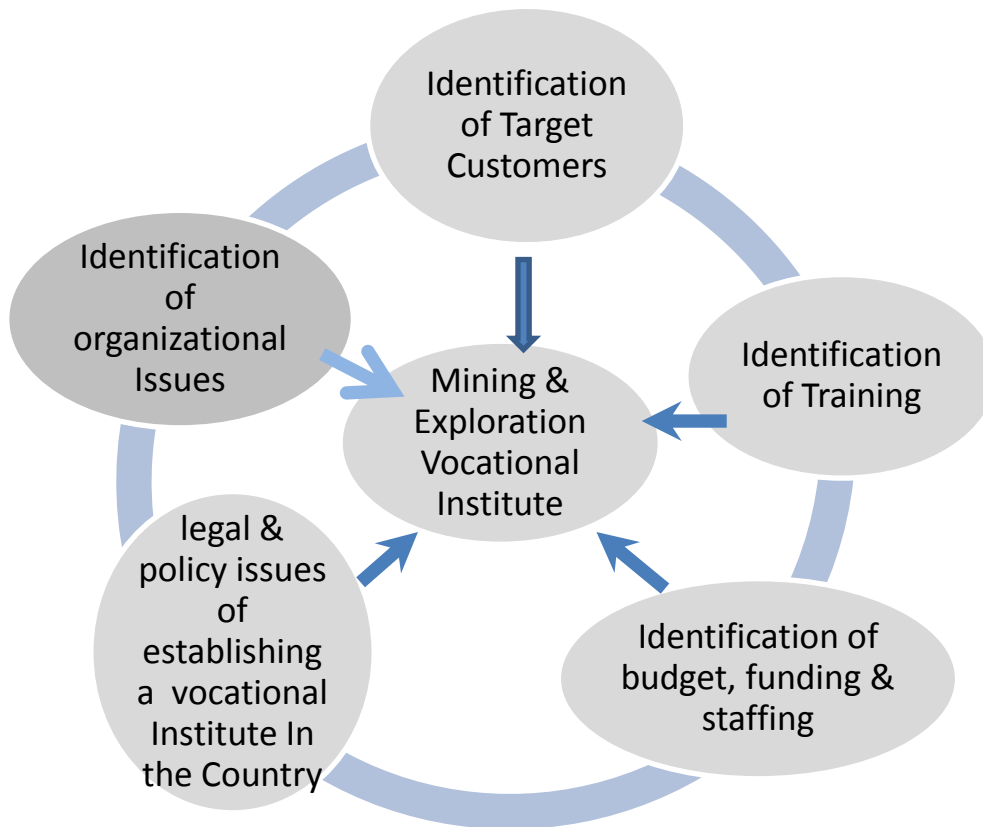 Identification
of Target
Customers
Identification
of
organizational
Issues
Identification
of Training
Mining &
Exploration
Vocational
Institute
legal &
policy issues
of
establishing
a vocational
Institute In
the Country
Identification of
budget, funding &
staffing